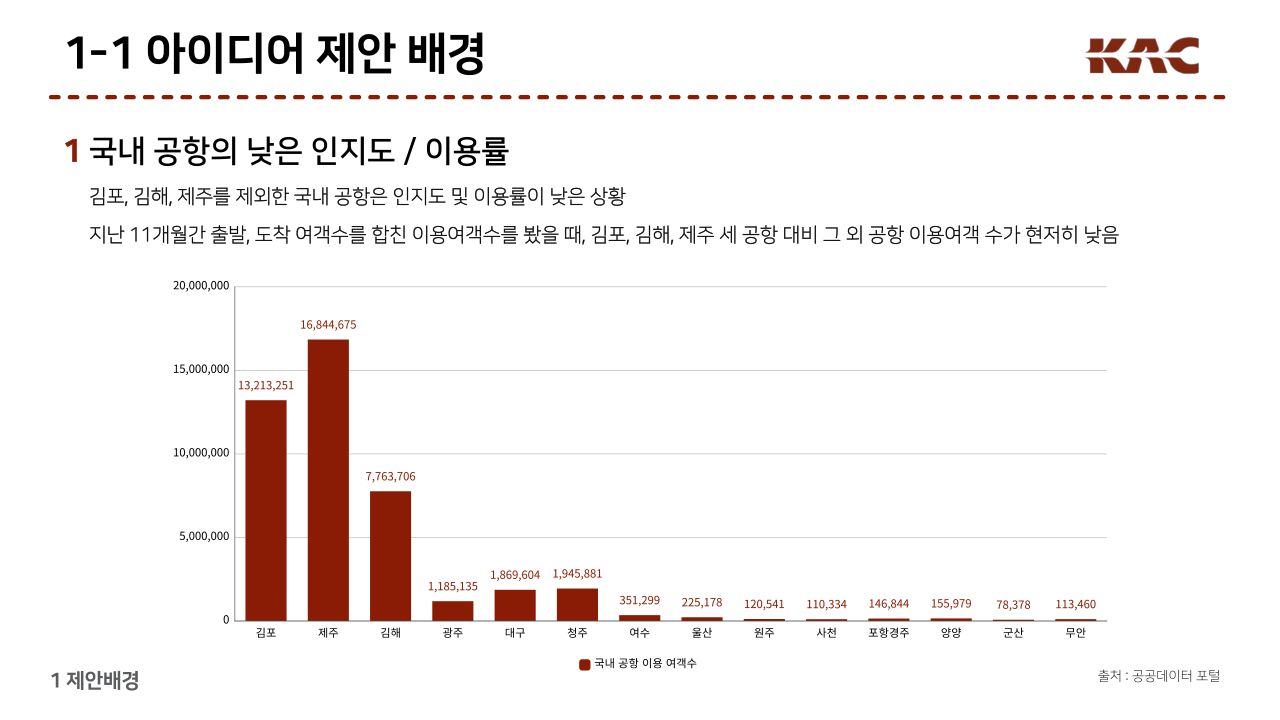 1-1 아이디어 제안 배경
KAC
1 국내 공항의 낮은 인지도 / 이용률
김포, 김해, 제주를 제외한 국내 공항은 인지도 및 이용률이 낮은 상황
지난 11개월간 출발, 도착 여객수를 합친 이용여객수를 봤을 때, 김포, 김해, 제주 세 공항 대비 그 외 공항 이용여객 수가 현저히 낮음
20,000,000
16,844,675
15,000,000
13,213,251
10,000,000
7,763,706
5,000,000
1,185,135 1,869,604 1,945,881
351,299 225,178 120,541 110,334 146,844 155,979 78,378 113,460
0
김포 제주 김해 광주 대구 청주 여수 울산 원주 사천 포항경주 양양 군산 무안
국내 공항 이용 여객수
1 제안배경
출처 : 공공데이터 포털